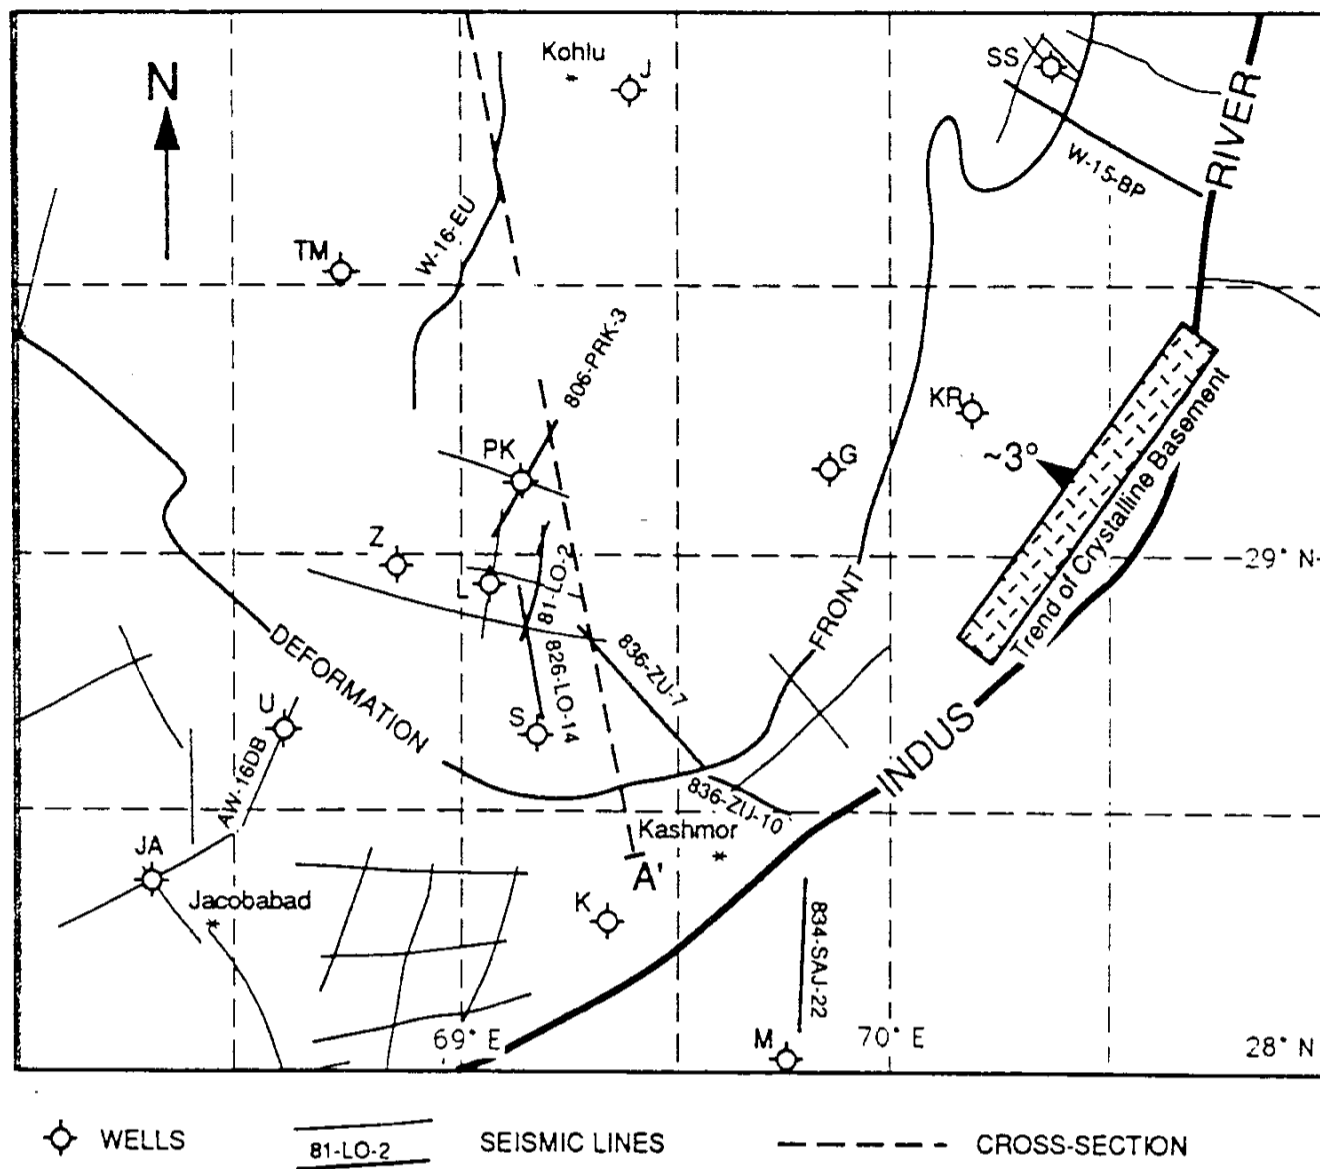 Kohlu
J
SS
N
RIVER
W-15-BP
W-16-EU
TM
806-PRK-3
KR
PK
G
~3°
Trend of Crystalline Basement
Z
81-LO-2
29° N
FRONT
DEFORMATION
826-LO-14
836-ZU-7
U
S
INDUS
AW-16DB
836-ZU-10
Kashmor
JA
A'
Jacobabad
K
834-SAJ-22
69° E
M
70° E
28° N
WELLS
81-LO-2
SEISMIC LINES
CROSS-SECTION